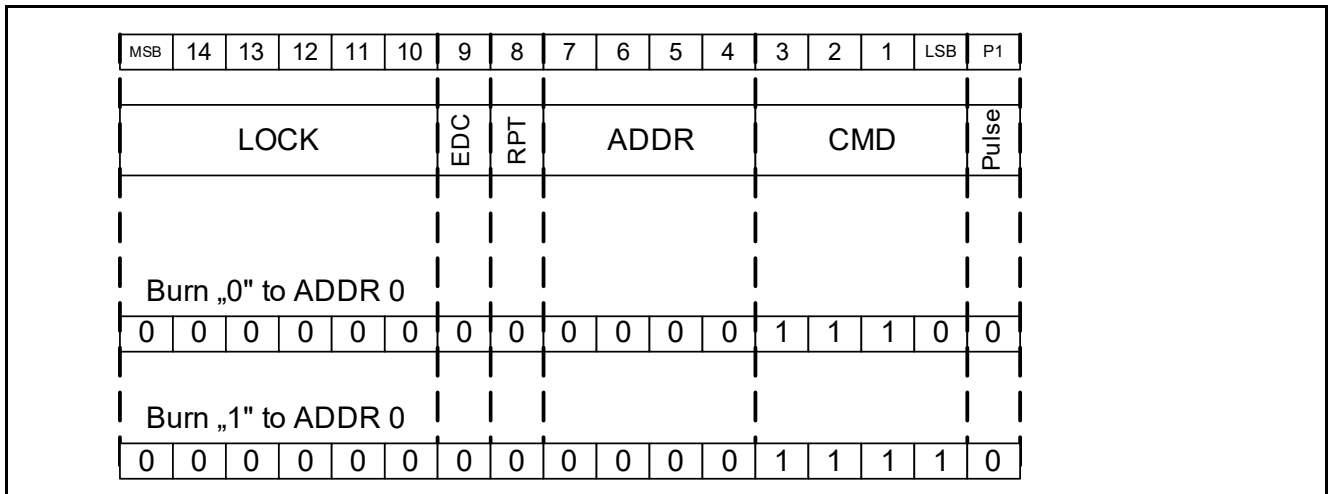 MSB 14 13 12 11 10 9 8 7 6 5 4 3 2 1 LSB P1
LOCK EDC RPT ADDR CMD Pulse
Burn „0" to ADDR 0
0 0 0 0 0 0 0 0 0 0 0 0 1 1 1 0 0
Burn „1" to ADDR 0
0 0 0 0 0 0 0 0 0 0 0 0 1 1 1 1 0